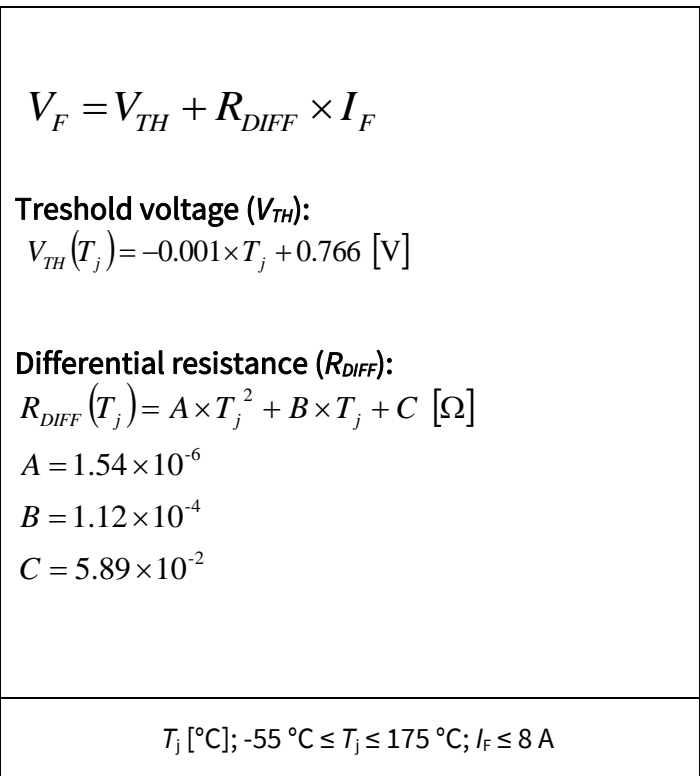 V_F = V_TH + R_DIFF × I_F
Treshold voltage (V_TH):
V_TH(T_j) = −0.001×T_j + 0.766 [V]
Differential resistance (R_DIFF):
R_DIFF(T_j) = A×T_j² + B×T_j + C [Ω]
A = 1.54×10⁻⁶
B = 1.12×10⁻⁴
C = 5.89×10⁻²
T_j [°C]; -55 °C ≤ T_j ≤ 175 °C; I_F ≤ 8 A